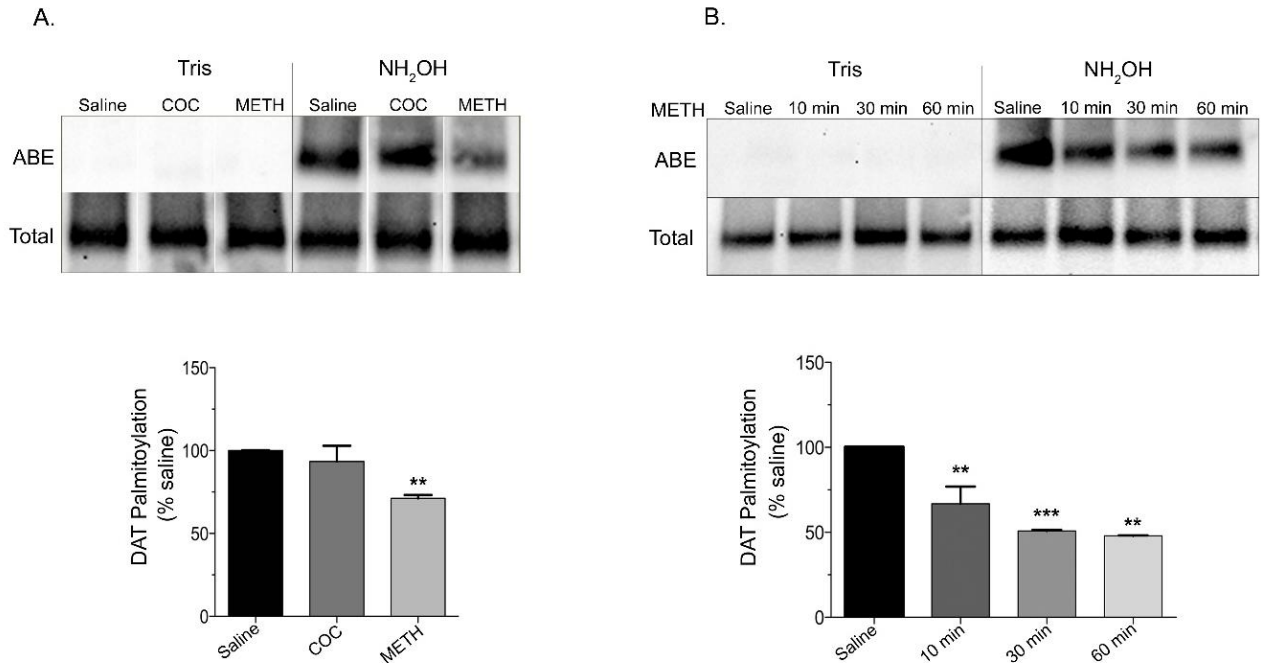 A.
Tris NH₂OH
Saline COC METH Saline COC METH
ABE
Total
150
100
50
0
DAT Palmitoylation
(% saline)
**
Saline COC METH
B.
Tris NH₂OH
METH Saline 10 min 30 min 60 min Saline 10 min 30 min 60 min
ABE
Total
150
100
50
0
DAT Palmitoylation
(% saline)
** *** **
Saline 10 min 30 min 60 min